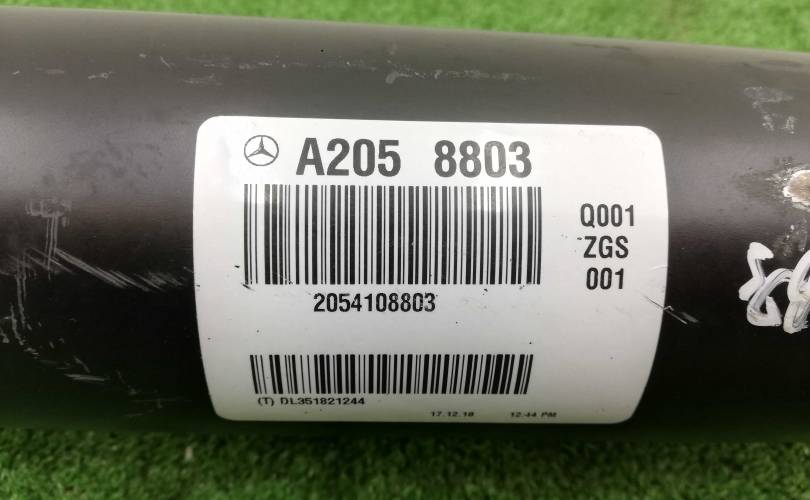 A205 8803
Q001
ZGS
001
2054108803
(T) DL351821244
17.12.18 12:44 PM